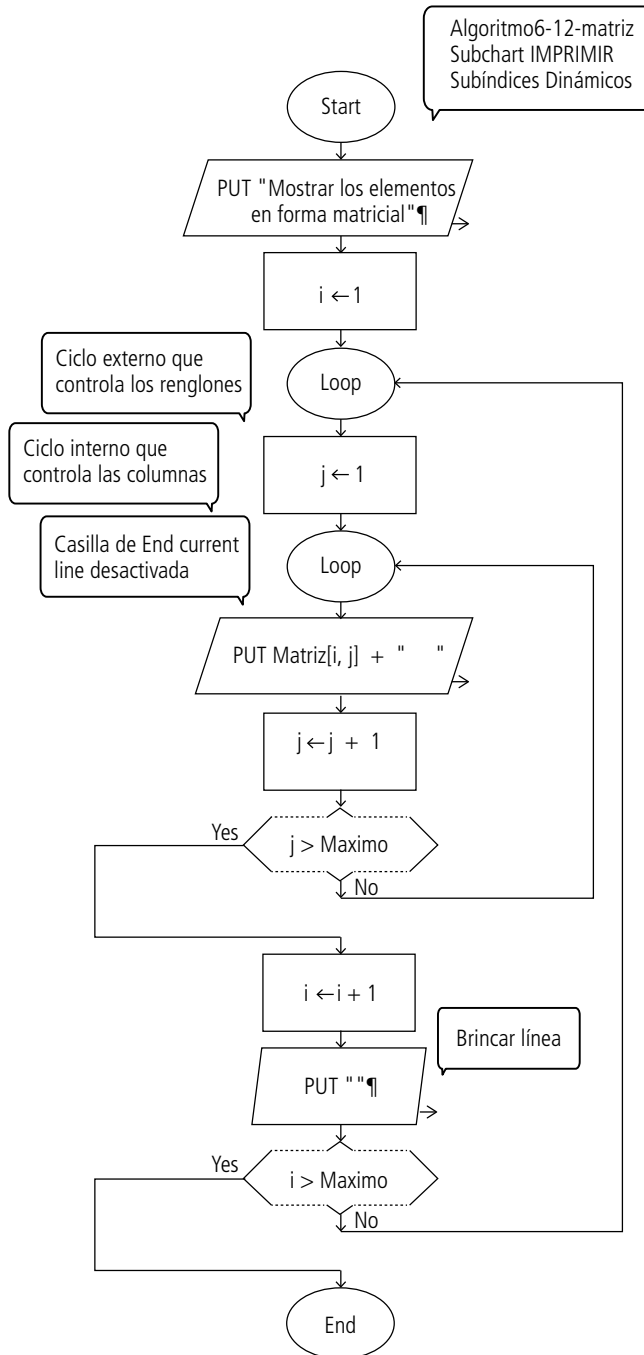 Algoritmo6-12-matriz
Subchart IMPRIMIR
Subíndices Dinámicos
Start
PUT "Mostrar los elementos
en forma matricial"¶
i ← 1
Ciclo externo que
controla los renglones
Loop
Ciclo interno que
controla las columnas
j ← 1
Casilla de End current
line desactivada
Loop
PUT Matriz[i, j] + "    "
j ← j + 1
Yes
j > Maximo
No
i ← i + 1
Brincar línea
PUT ""¶
Yes
i > Maximo
No
End